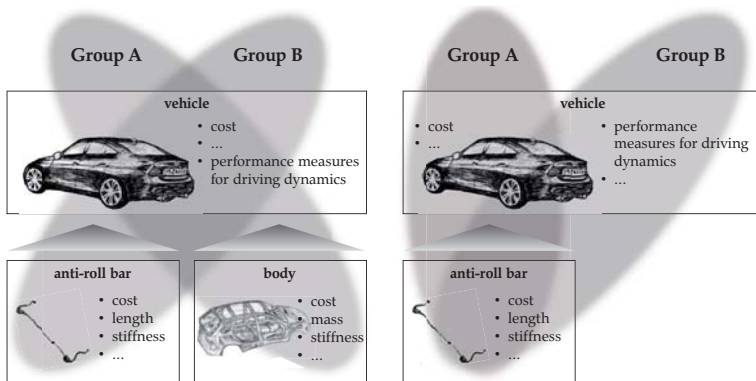 Group A
Group B
vehicle
• cost
• ...
• performance measures
for driving dynamics
anti-roll bar
• cost
• length
• stiffness
• ...
body
• cost
• mass
• stiffness
• ...
Group A
Group B
vehicle
• cost
• ...
• performance
measures for driving
dynamics
• ...
anti-roll bar
• cost
• length
• stiffness
• ...